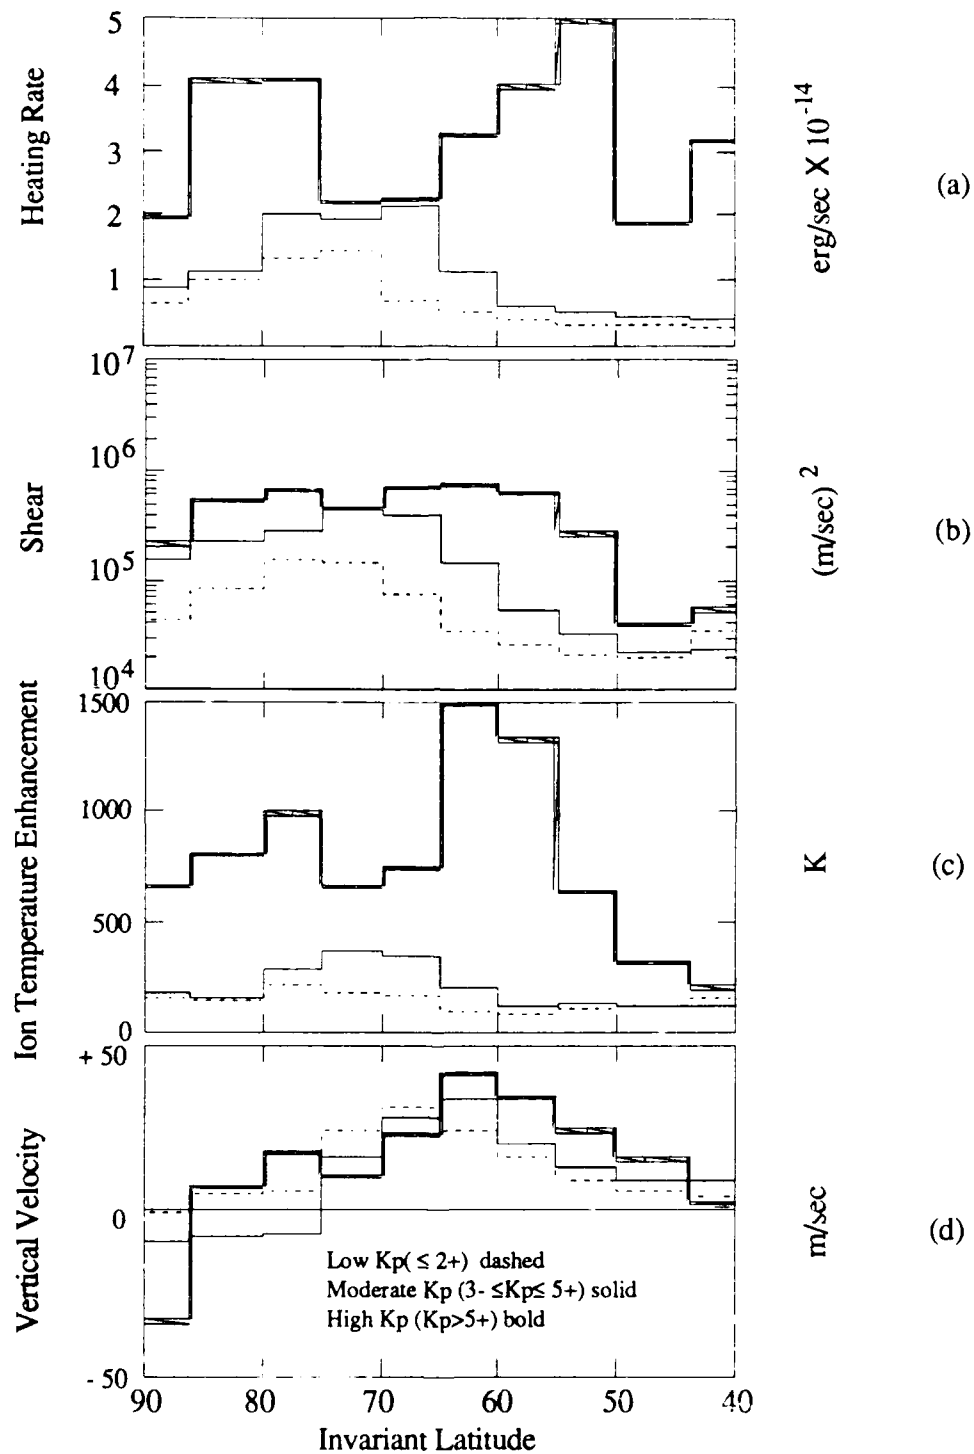 5
4
3
2
1
Heating Rate
erg/sec X 10^-14
(a)
10^7
10^6
10^5
10^4
Shear
(m/sec)^2
(b)
1500
1000
500
0
Ion Temperature Enhancement
K
(c)
+ 50
0
- 50
Vertical Velocity
m/sec
(d)
Low Kp( ≤ 2+) dashed
Moderate Kp (3- ≤Kp≤ 5+) solid
High Kp (Kp>5+) bold
90 80 70 60 50 40
Invariant Latitude